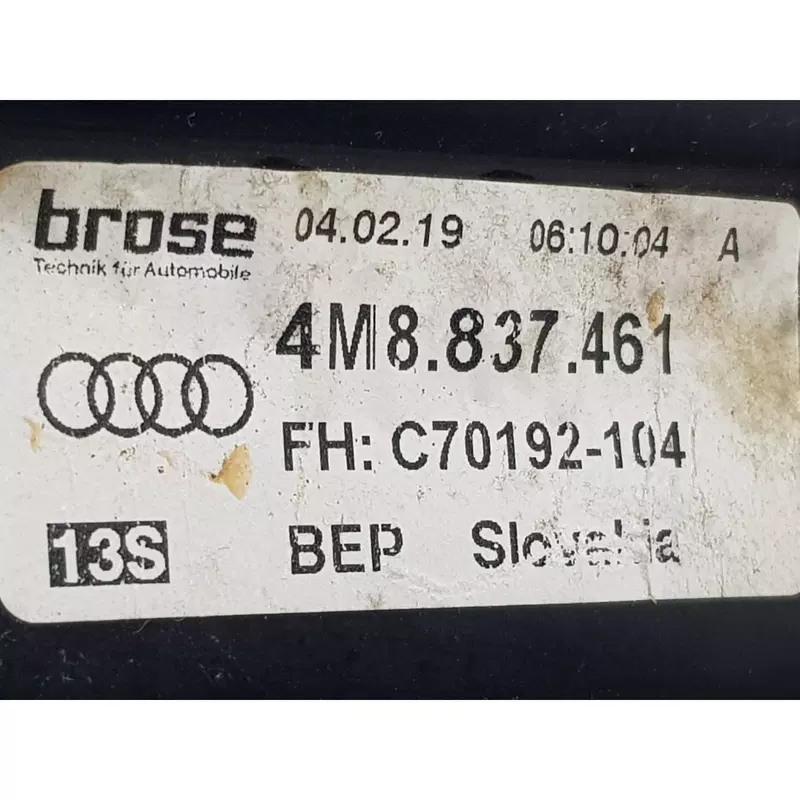 brose 04.02.19 06:10:04 A
Technik für Automobile
4M8.837.461
FH: C70192-104
13S BEP Slovakia